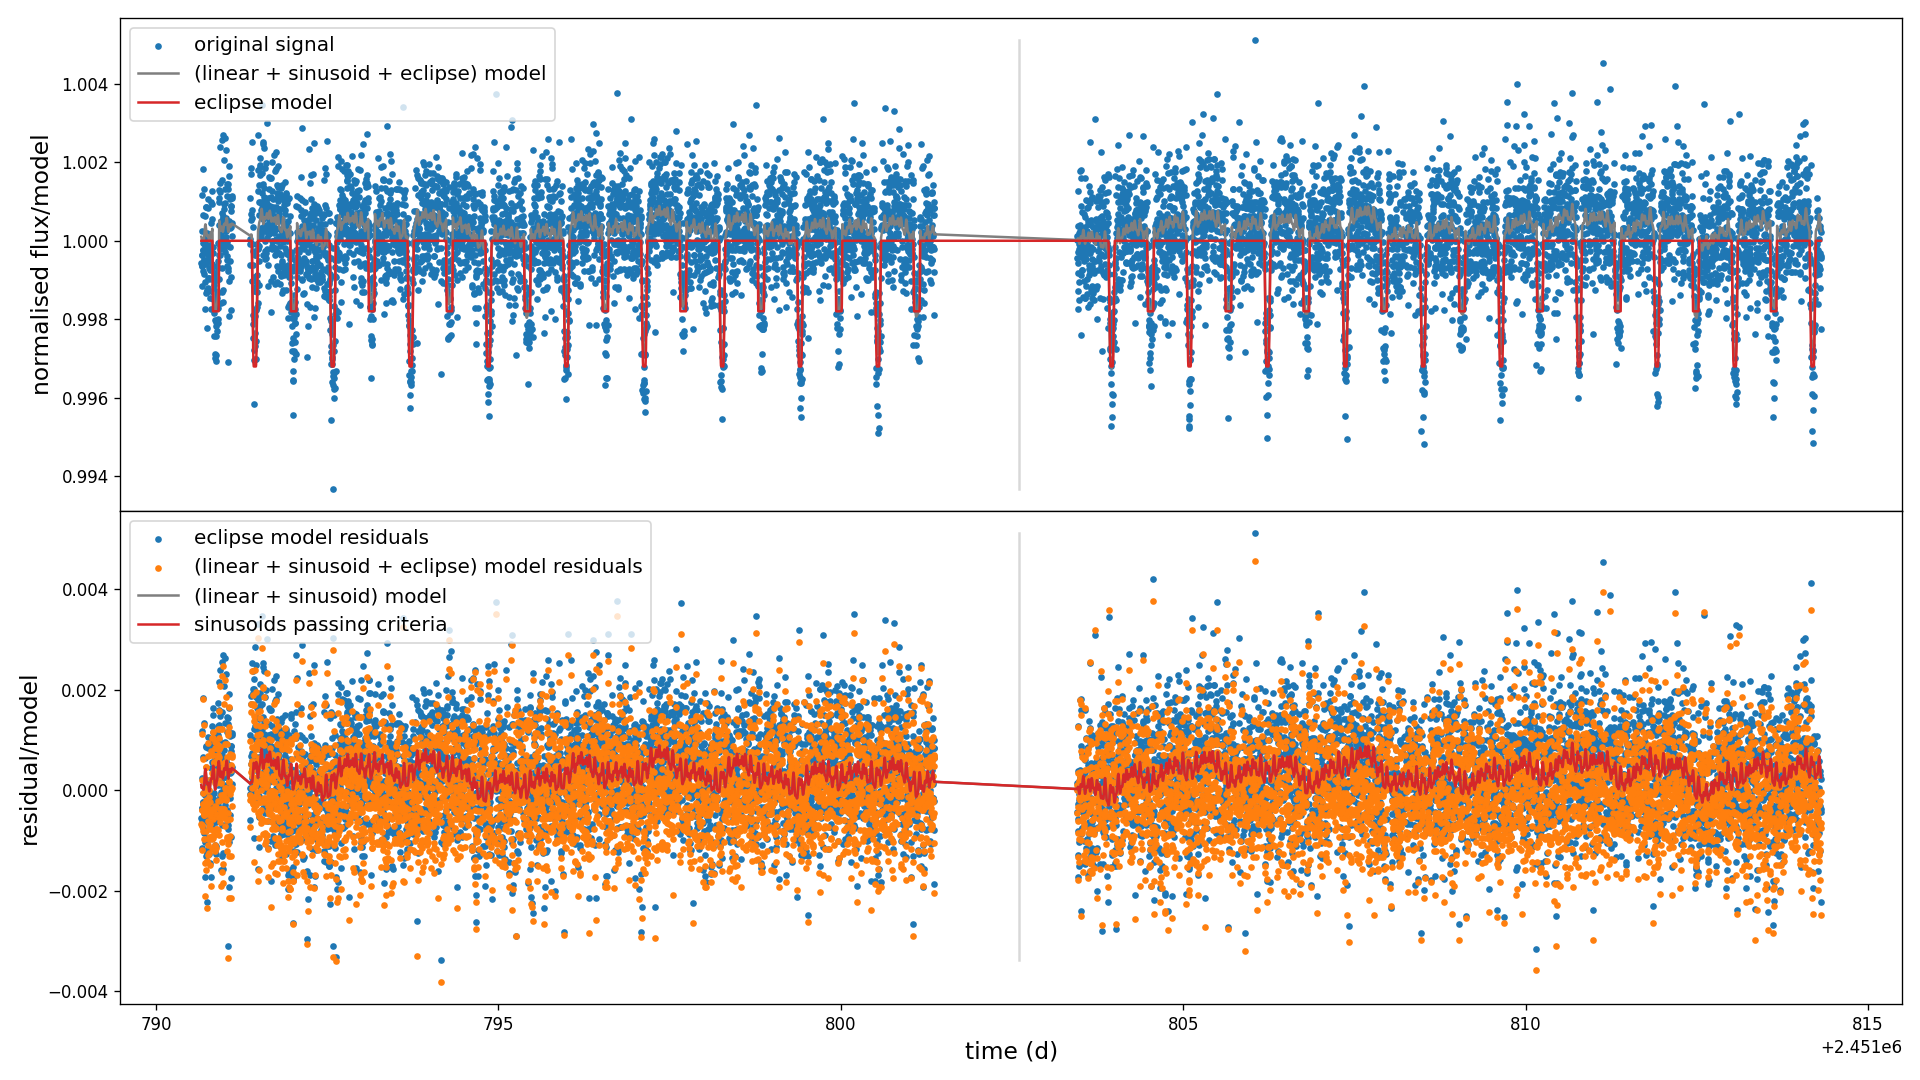 original signal
(linear + sinusoid + eclipse) model
eclipse model
normalised flux/model
1.004
1.002
1.000
0.998
0.996
0.994
eclipse model residuals
(linear + sinusoid + eclipse) model residuals
(linear + sinusoid) model
sinusoids passing criteria
residual/model
0.004
0.002
0.000
−0.002
−0.004
790
795
800
805
810
815
time (d)
+2.451e6